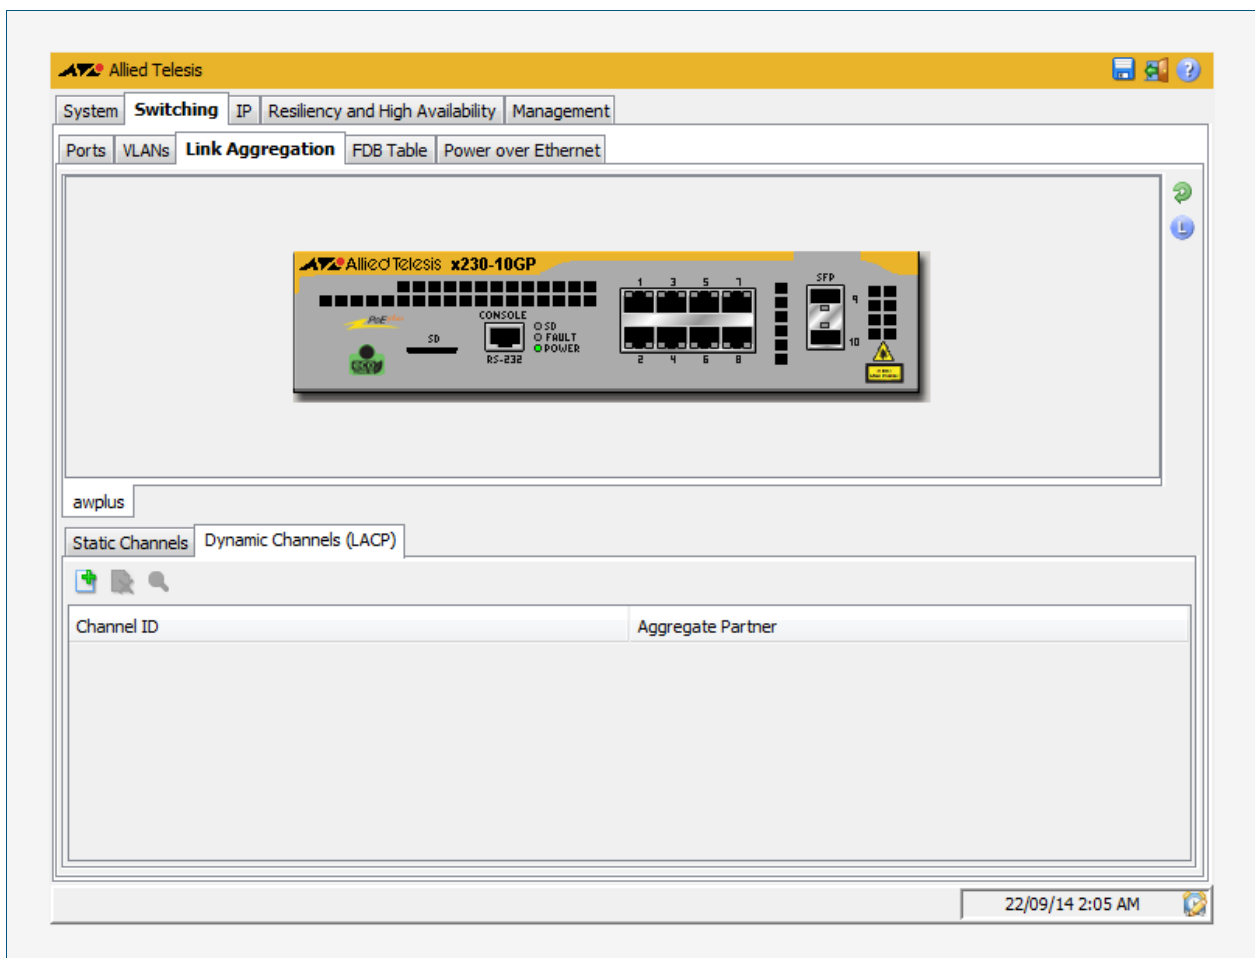 Allied Telesis
System Switching IP Resiliency and High Availability Management
Ports VLANs Link Aggregation FDB Table Power over Ethernet
Allied Telesis x230-10GP
1 3 5 7 SFP
9
PoE CONSOLE
SD SD
FAULT
POWER 10
eco RS-232 2 4 6 8
awplus
Static Channels Dynamic Channels (LACP)
Channel ID Aggregate Partner
22/09/14 2:05 AM